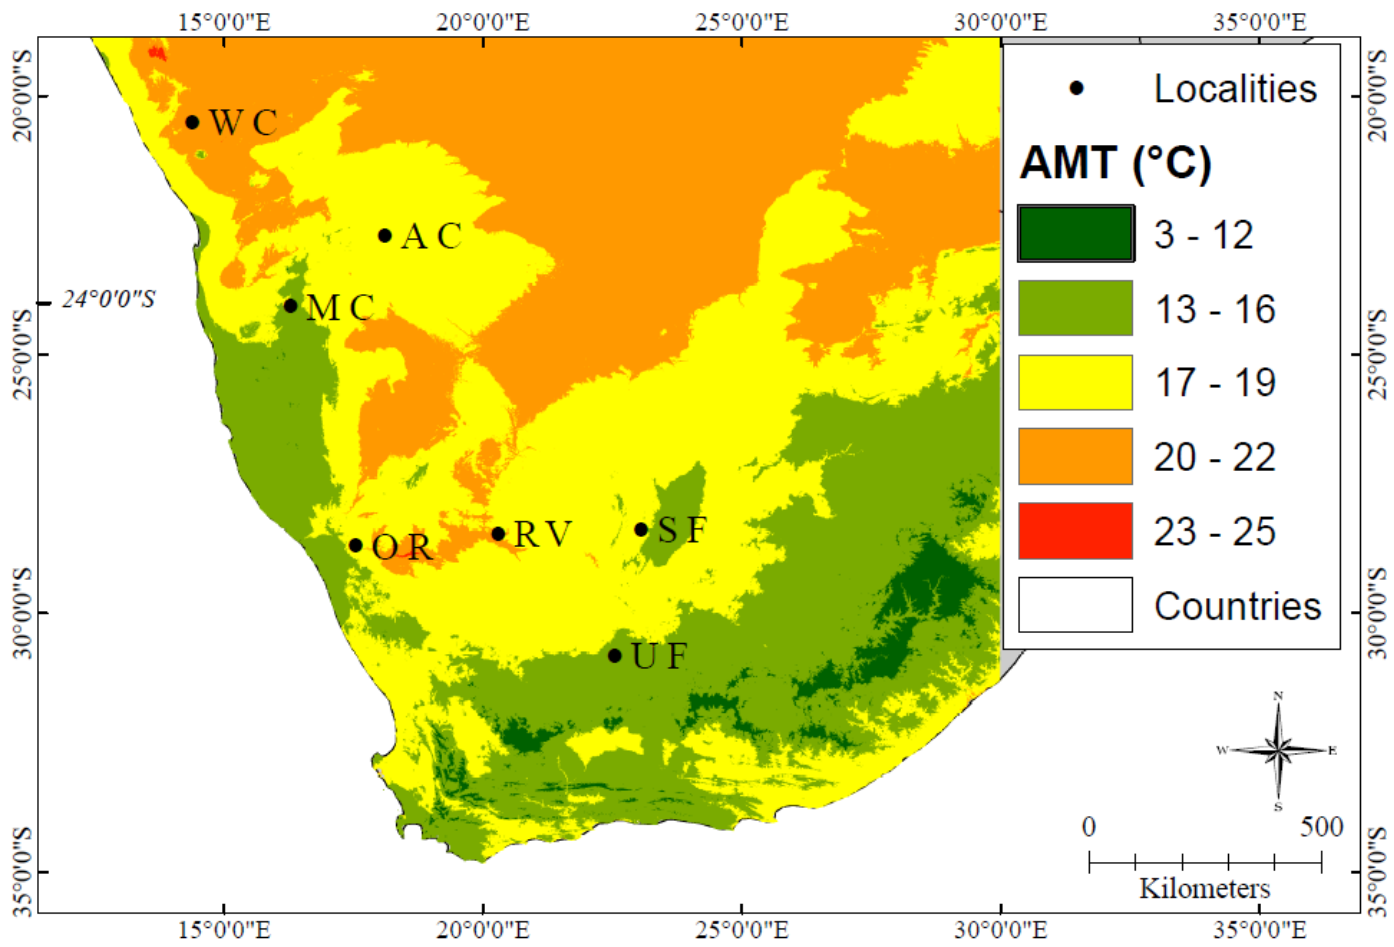 15°0'0"E 20°0'0"E 25°0'0"E 30°0'0"E 35°0'0"E
20°0'0"S
20°0'0"S
Localities
W C
AMT (°C)
3 - 12
A C
24°0'0"S
M C
13 - 16
25°0'0"S
25°0'0"S
17 - 19
20 - 22
R V
S F
O R
23 - 25
Countries
30°0'0"S
30°0'0"S
U F
N
W E
S
0 500
Kilometers
35°0'0"S
35°0'0"S
15°0'0"E 20°0'0"E 25°0'0"E 30°0'0"E 35°0'0"E